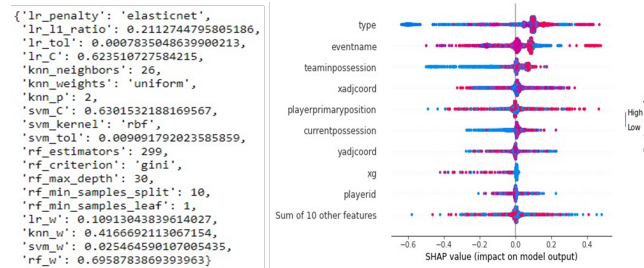 {'lr_penalty': 'elasticnet',
'lr_l1_ratio': 0.2112744795805186,
'lr_tol': 0.0007835048639900213,
'lr_C': 0.623510727584215,
'knn_neighbors': 26,
'knn_weights': 'uniform',
'knn_p': 2,
'svm_C': 0.6301532188169567,
'svm_kernel': 'rbf',
'svm_tol': 0.009091792023585859,
'rf_estimators': 299,
'rf_criterion': 'gini',
'rf_max_depth': 30,
'rf_min_samples_split': 10,
'rf_min_samples_leaf': 1,
'lr_w': 0.10913043839614027,
'knn_w': 0.4166692113067154,
'svm_w': 0.025464590107005435,
'rf_w': 0.6958783869393963}
type
eventname
teaminpossession
xadjcoord
playerprimaryposition
currentpossession
yadjcoord
xg
playerid
Sum of 10 other features
High
Low
−0.6 −0.4 −0.2 0.0 0.2 0.4
SHAP value (impact on model output)